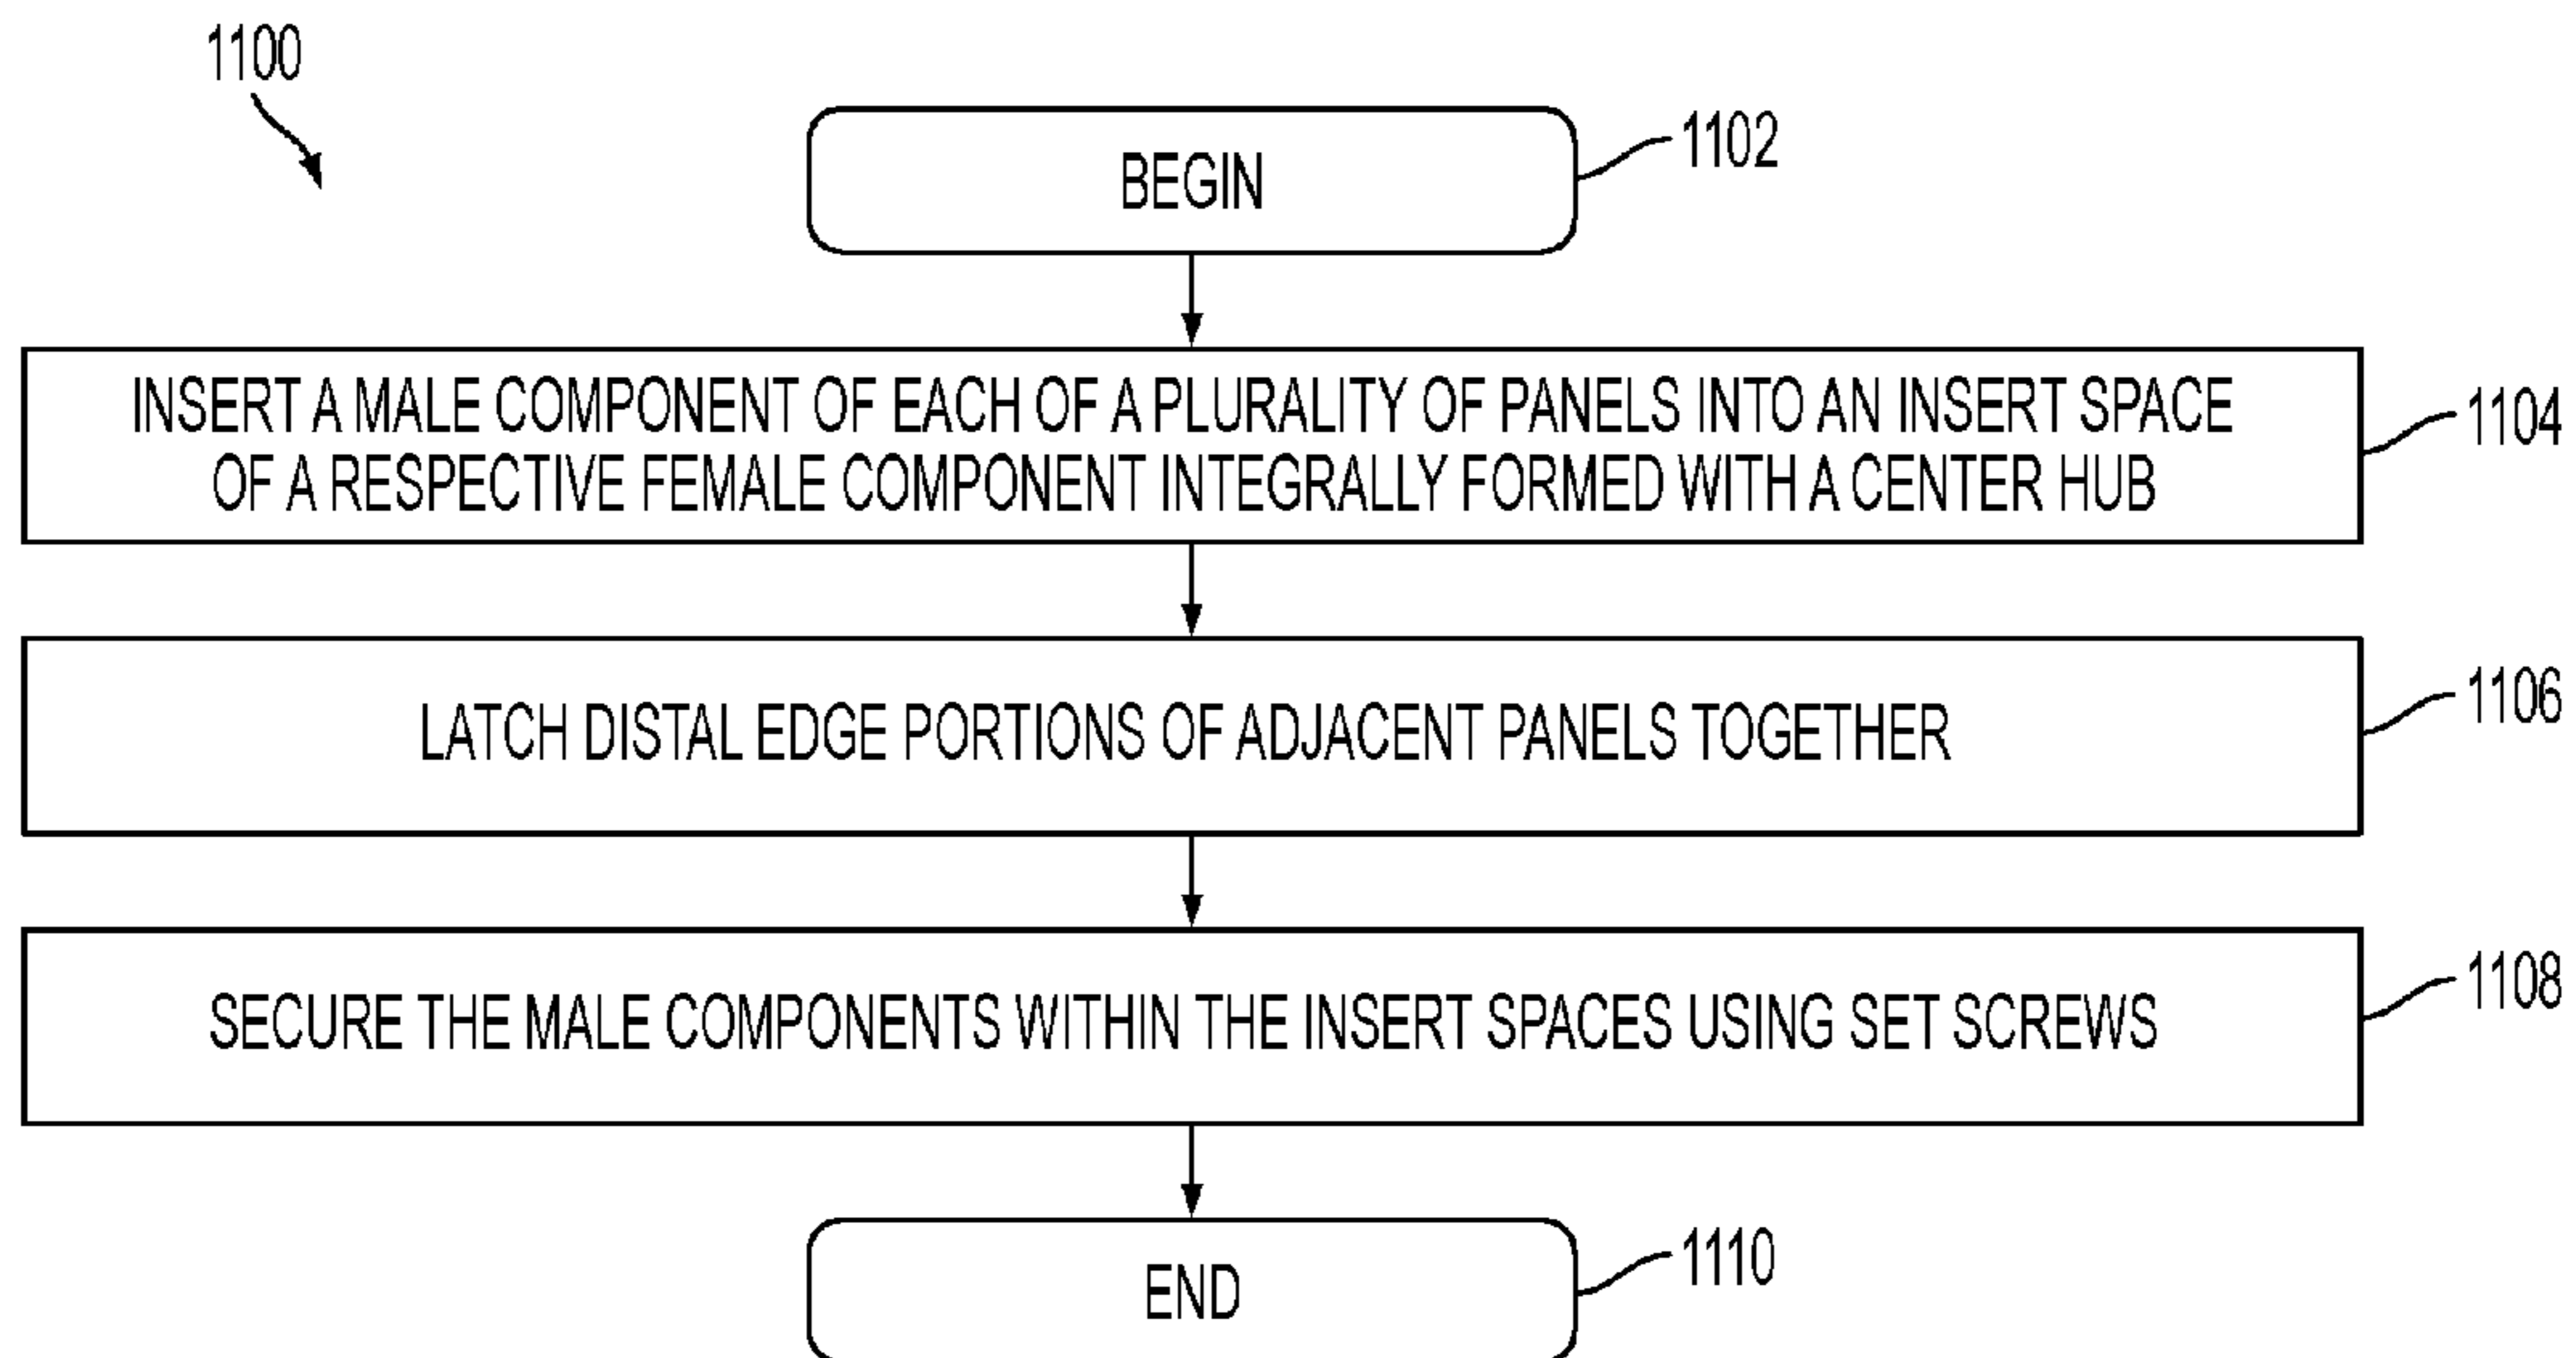 1100
BEGIN
1102
INSERT A MALE COMPONENT OF EACH OF A PLURALITY OF PANELS INTO AN INSERT SPACE
OF A RESPECTIVE FEMALE COMPONENT INTEGRALLY FORMED WITH A CENTER HUB
1104
LATCH DISTAL EDGE PORTIONS OF ADJACENT PANELS TOGETHER
1106
SECURE THE MALE COMPONENTS WITHIN THE INSERT SPACES USING SET SCREWS
1108
END
1110